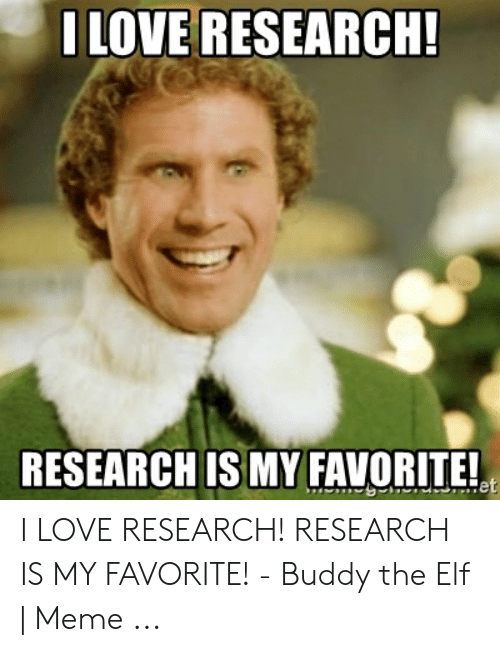 I LOVE RESEARCH!
RESEARCH IS MY FAVORITE!
I LOVE RESEARCH! RESEARCH
IS MY FAVORITE! - Buddy the Elf
| Meme ...